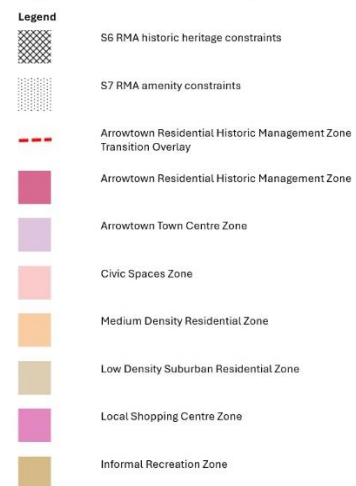 Legend
S6 RMA historic heritage constraints
S7 RMA amenity constraints
Arrowtown Residential Historic Management Zone
Transition Overlay
Arrowtown Residential Historic Management Zone
Arrowtown Town Centre Zone
Civic Spaces Zone
Medium Density Residential Zone
Low Density Suburban Residential Zone
Local Shopping Centre Zone
Informal Recreation Zone